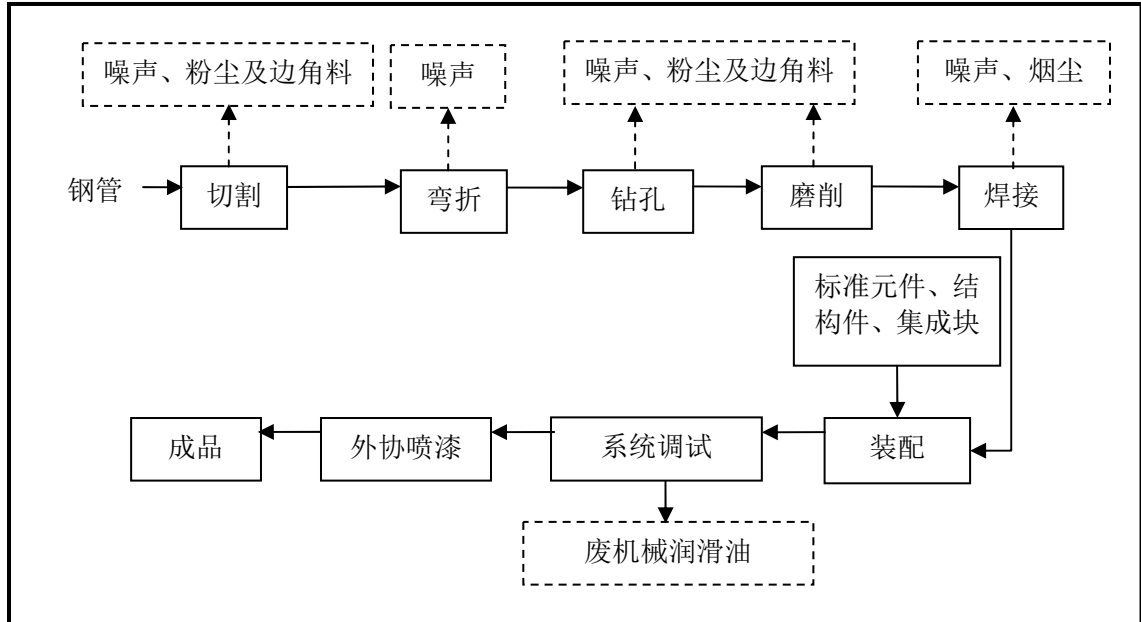 噪声、粉尘及边角料
噪声
噪声、粉尘及边角料
噪声、烟尘
钢管
切割
弯折
钻孔
磨削
焊接
标准元件、结
构件、集成块
成品
外协喷漆
系统调试
装配
废机械润滑油